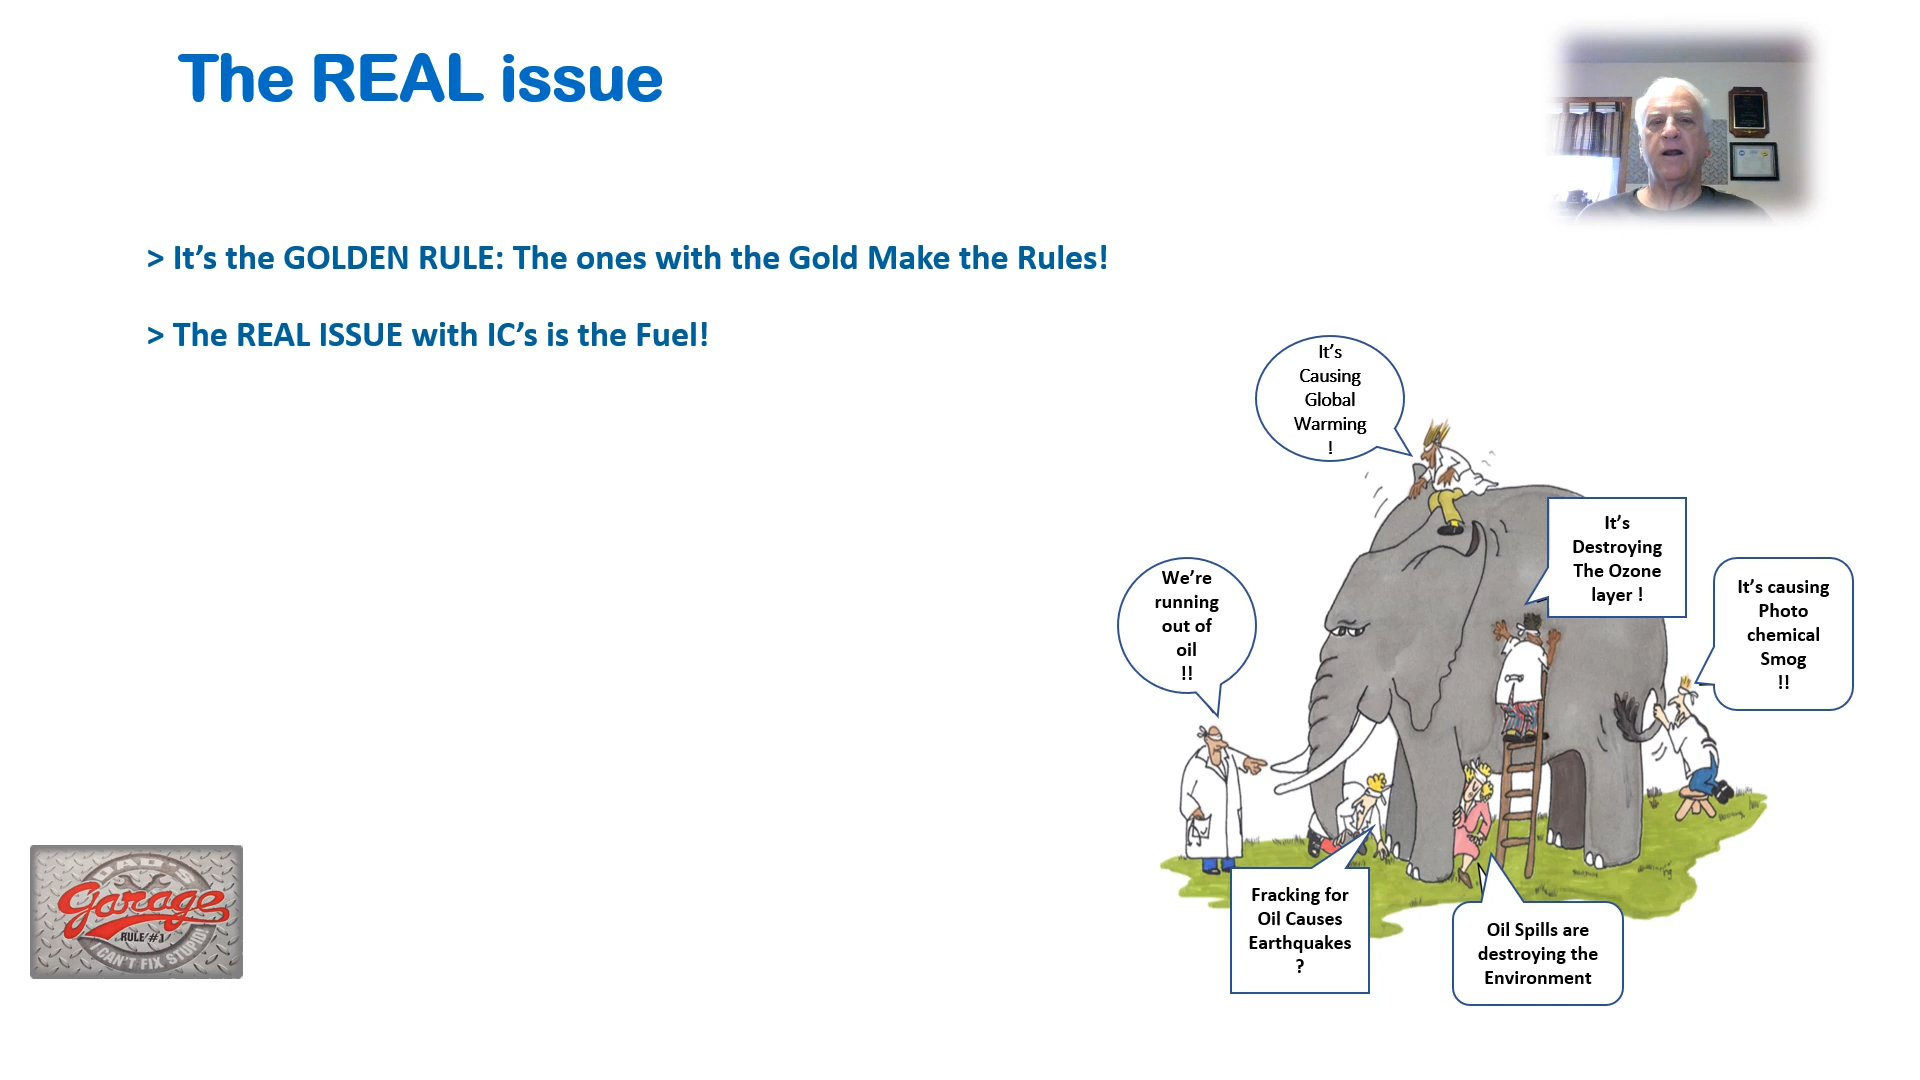 The REAL issue
> It’s the GOLDEN RULE: The ones with the Gold Make the Rules!
> The REAL ISSUE with IC’s is the Fuel!
It’s
Causing
Global
Warming
!
It’s
Destroying
The Ozone
layer !
We’re
running
out of
oil
!!
It’s causing
Photo
chemical
Smog
!!
Fracking for
Oil Causes
Earthquakes
?
Oil Spills are
destroying the
Environment
DAD'S
Garage
RULE #1
I CAN'T FIX STUPID!